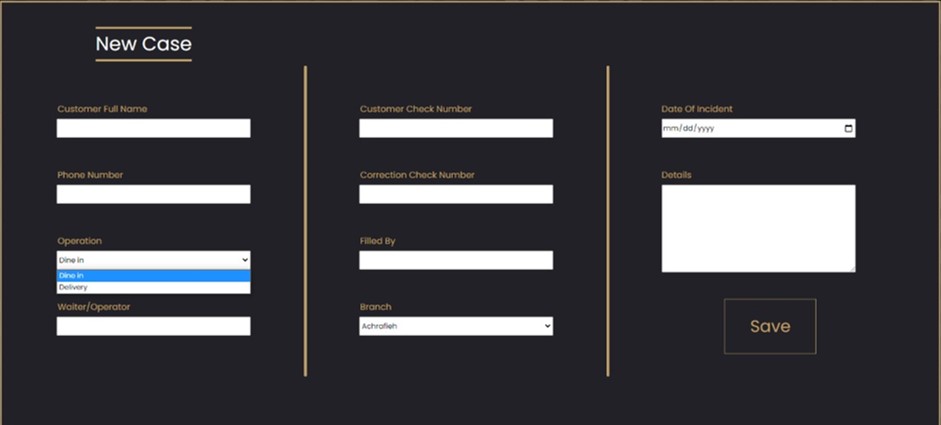 New Case
Customer Full Name
Phone Number
Operation
Dine in
Dine in
Delivery
Waiter/Operator
Customer Check Number
Correction Check Number
Filled By
Branch
Achrafieh
Date Of Incident
mm/dd/yyyy
Details
Save